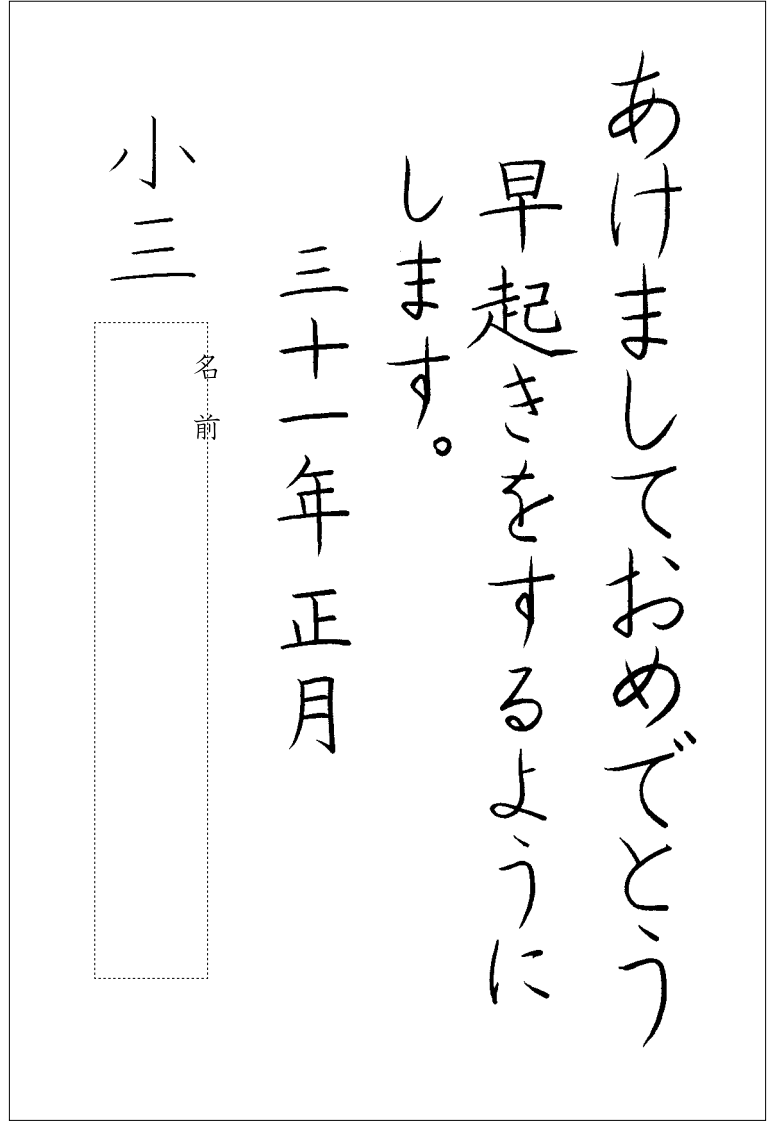 あけましておめでとう
早起きをするように
します。
三十一年 正月
小三
名前